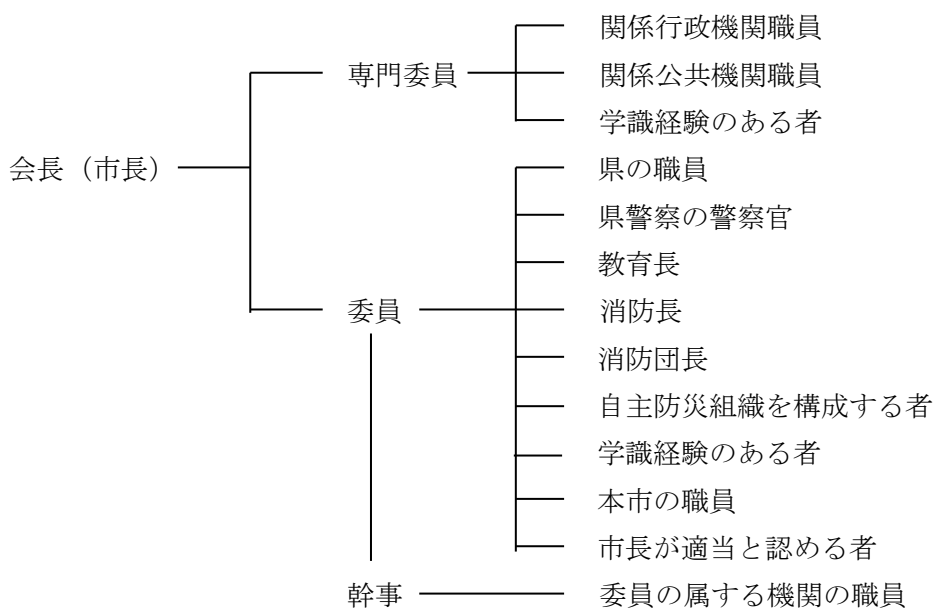 関係行政機関職員
専門委員
関係公共機関職員
学識経験のある者
会長（市長）
県の職員
県警察の警察官
教育長
委員
消防長
消防団長
自主防災組織を構成する者
学識経験のある者
本市の職員
市長が適当と認める者
幹事
委員の属する機関の職員